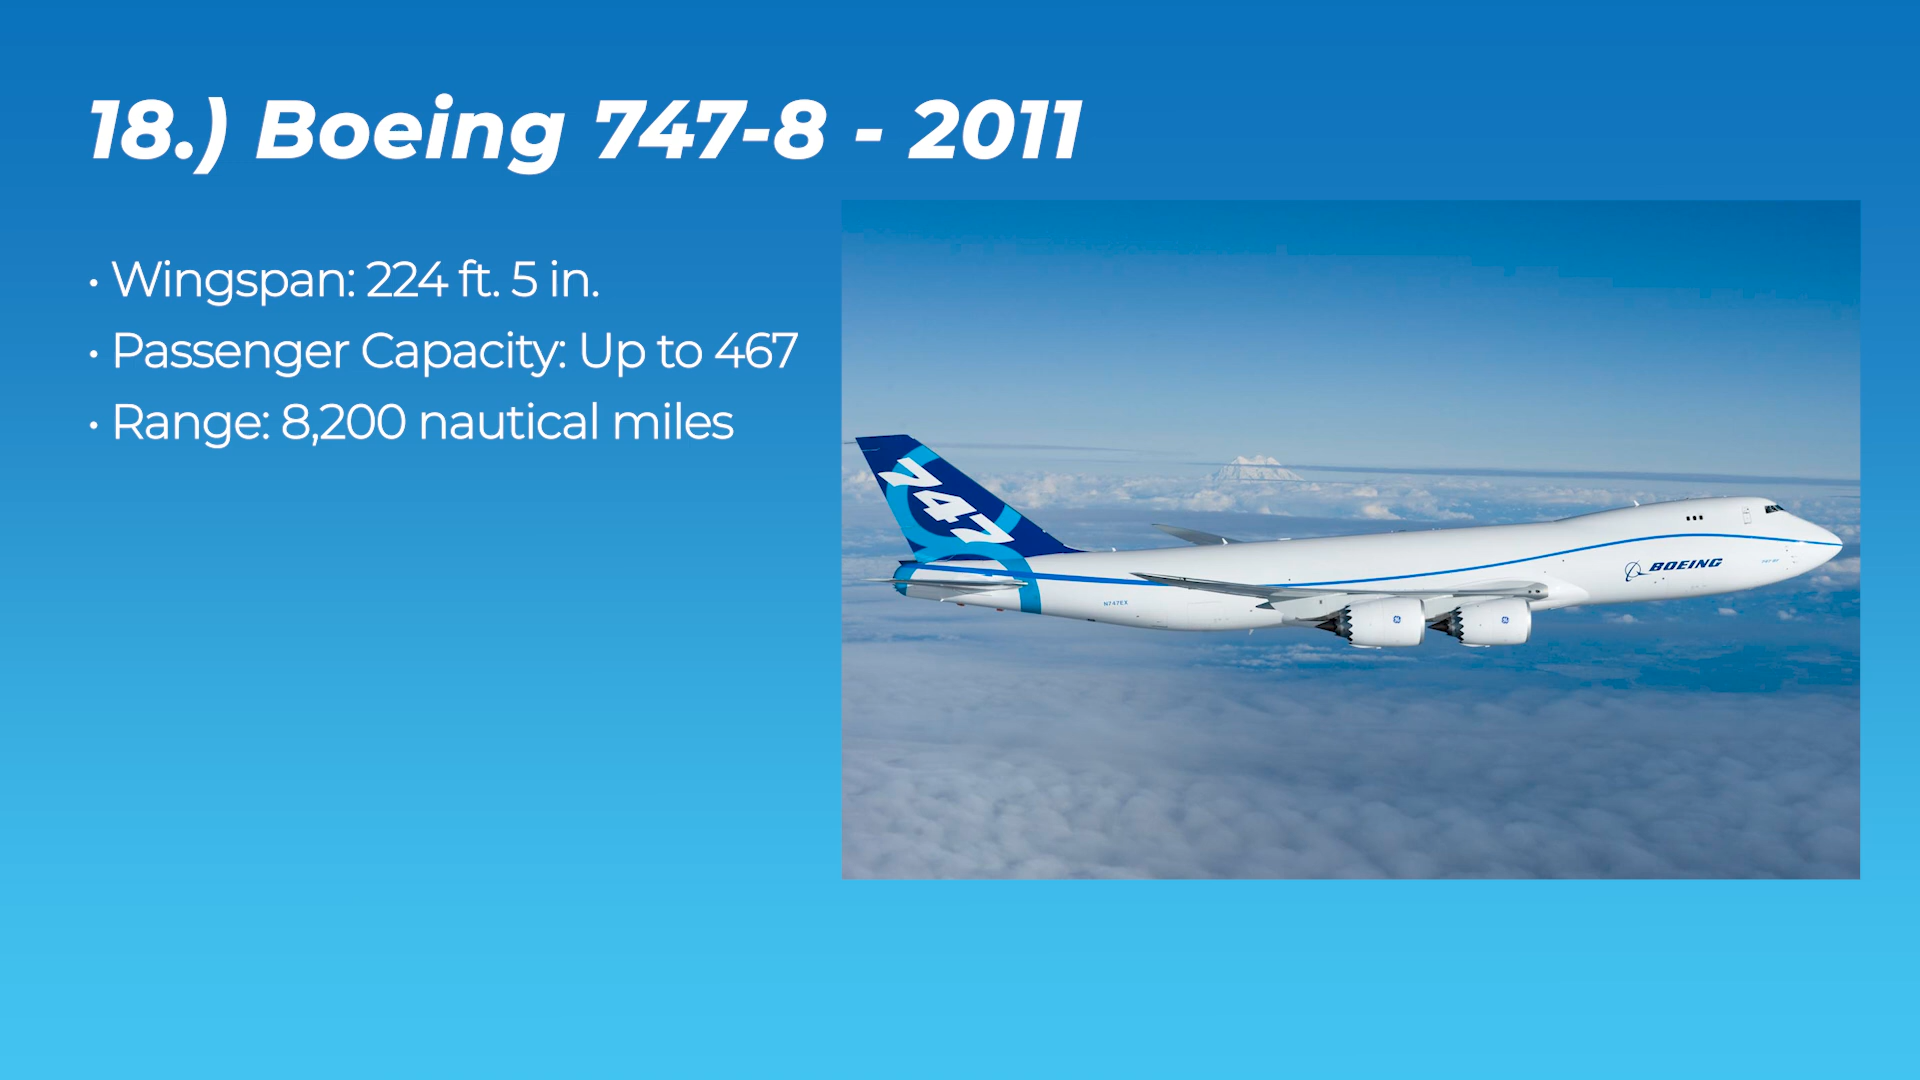 18.) Boeing 747-8 - 2011
• Wingspan: 224 ft. 5 in.
• Passenger Capacity: Up to 467
• Range: 8,200 nautical miles
747
BOEING
N747EX